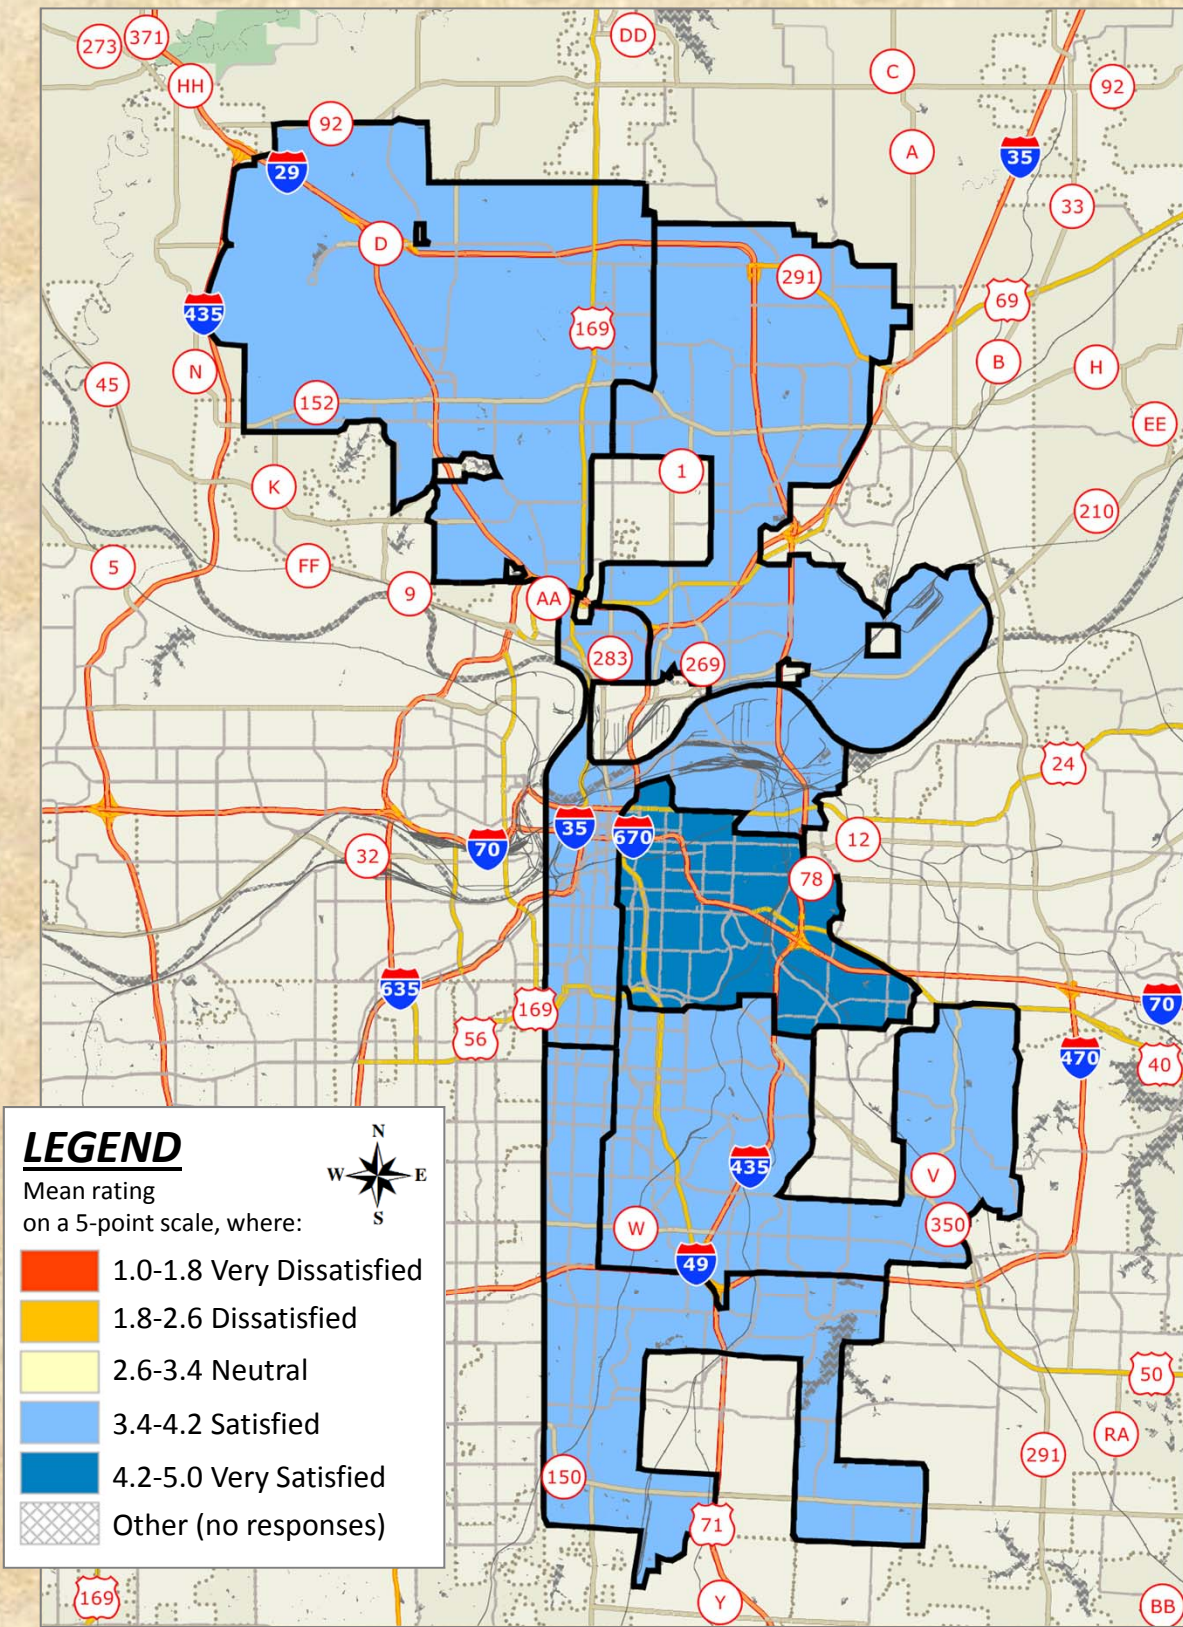 273
371
DD
C
HH
92
92
A
35
29
33
D
291
69
435
169
B
N
H
45
152
EE
1
K
210
5
FF
9
AA
283
269
24
35
670
12
70
32
78
635
70
169
56
470
40
435
V
W
350
49
50
RA
291
150
71
169
Y
BB
LEGEND
N
W E
S
Mean rating
on a 5-point scale, where:
1.0-1.8 Very Dissatisfied
1.8-2.6 Dissatisfied
2.6-3.4 Neutral
3.4-4.2 Satisfied
4.2-5.0 Very Satisfied
Other (no responses)